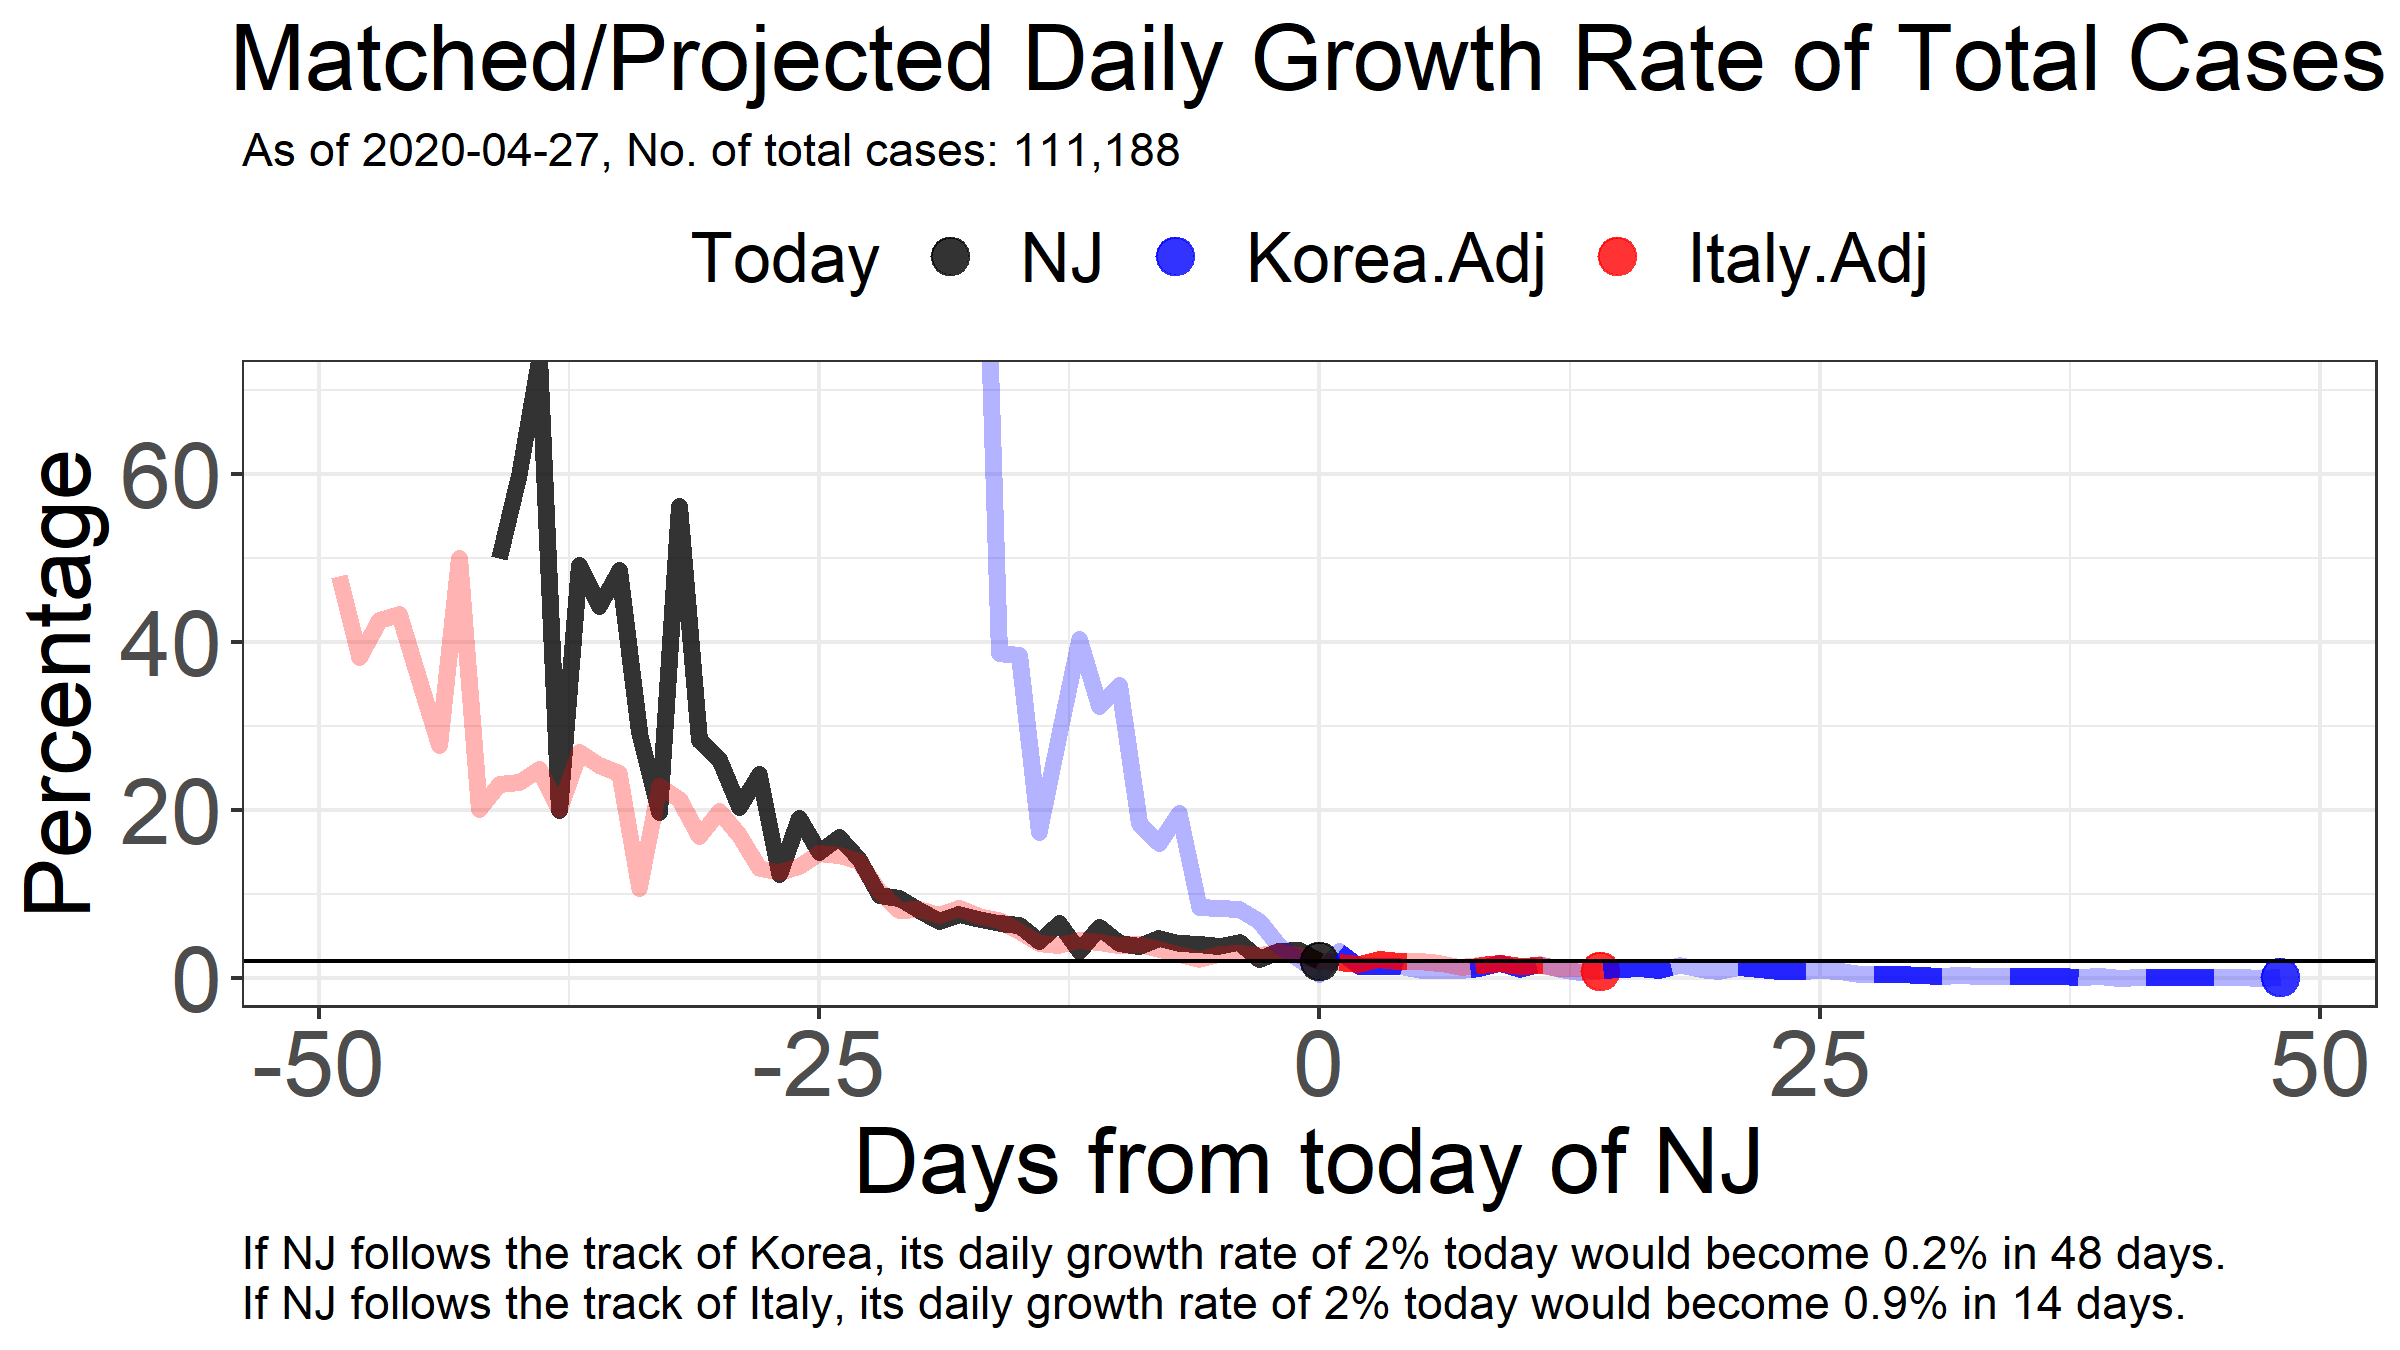 Matched/Projected Daily Growth Rate of Total Cases
As of 2020-04-27, No. of total cases: 111,188
Today NJ Korea.Adj Italy.Adj
Percentage
60
40
20
0
-50 -25 0 25 50
Days from today of NJ
If NJ follows the track of Korea, its daily growth rate of 2% today would become 0.2% in 48 days.
If NJ follows the track of Italy, its daily growth rate of 2% today would become 0.9% in 14 days.